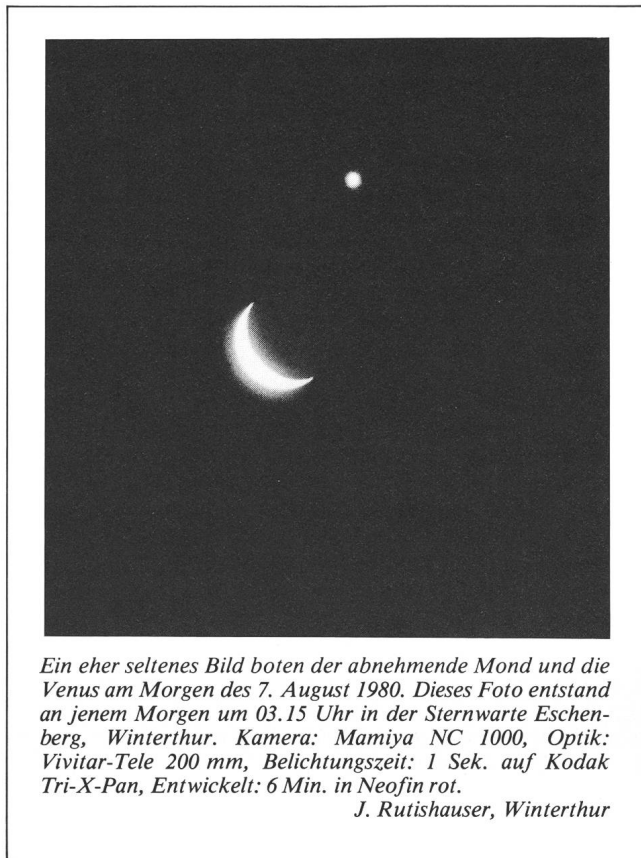 Ein eher seltenes Bild boten der abnehmende Mond und die
Venus am Morgen des 7. August 1980. Dieses Foto entstand
an jenem Morgen um 03.15 Uhr in der Sternwarte Eschen-
berg, Winterthur. Kamera: Mamiya NC 1000, Optik:
Vivitar-Tele 200 mm, Belichtungszeit: 1 Sek. auf Kodak
Tri-X-Pan, Entwickelt: 6 Min. in Neofin rot.
J. Rutishauser, Winterthur